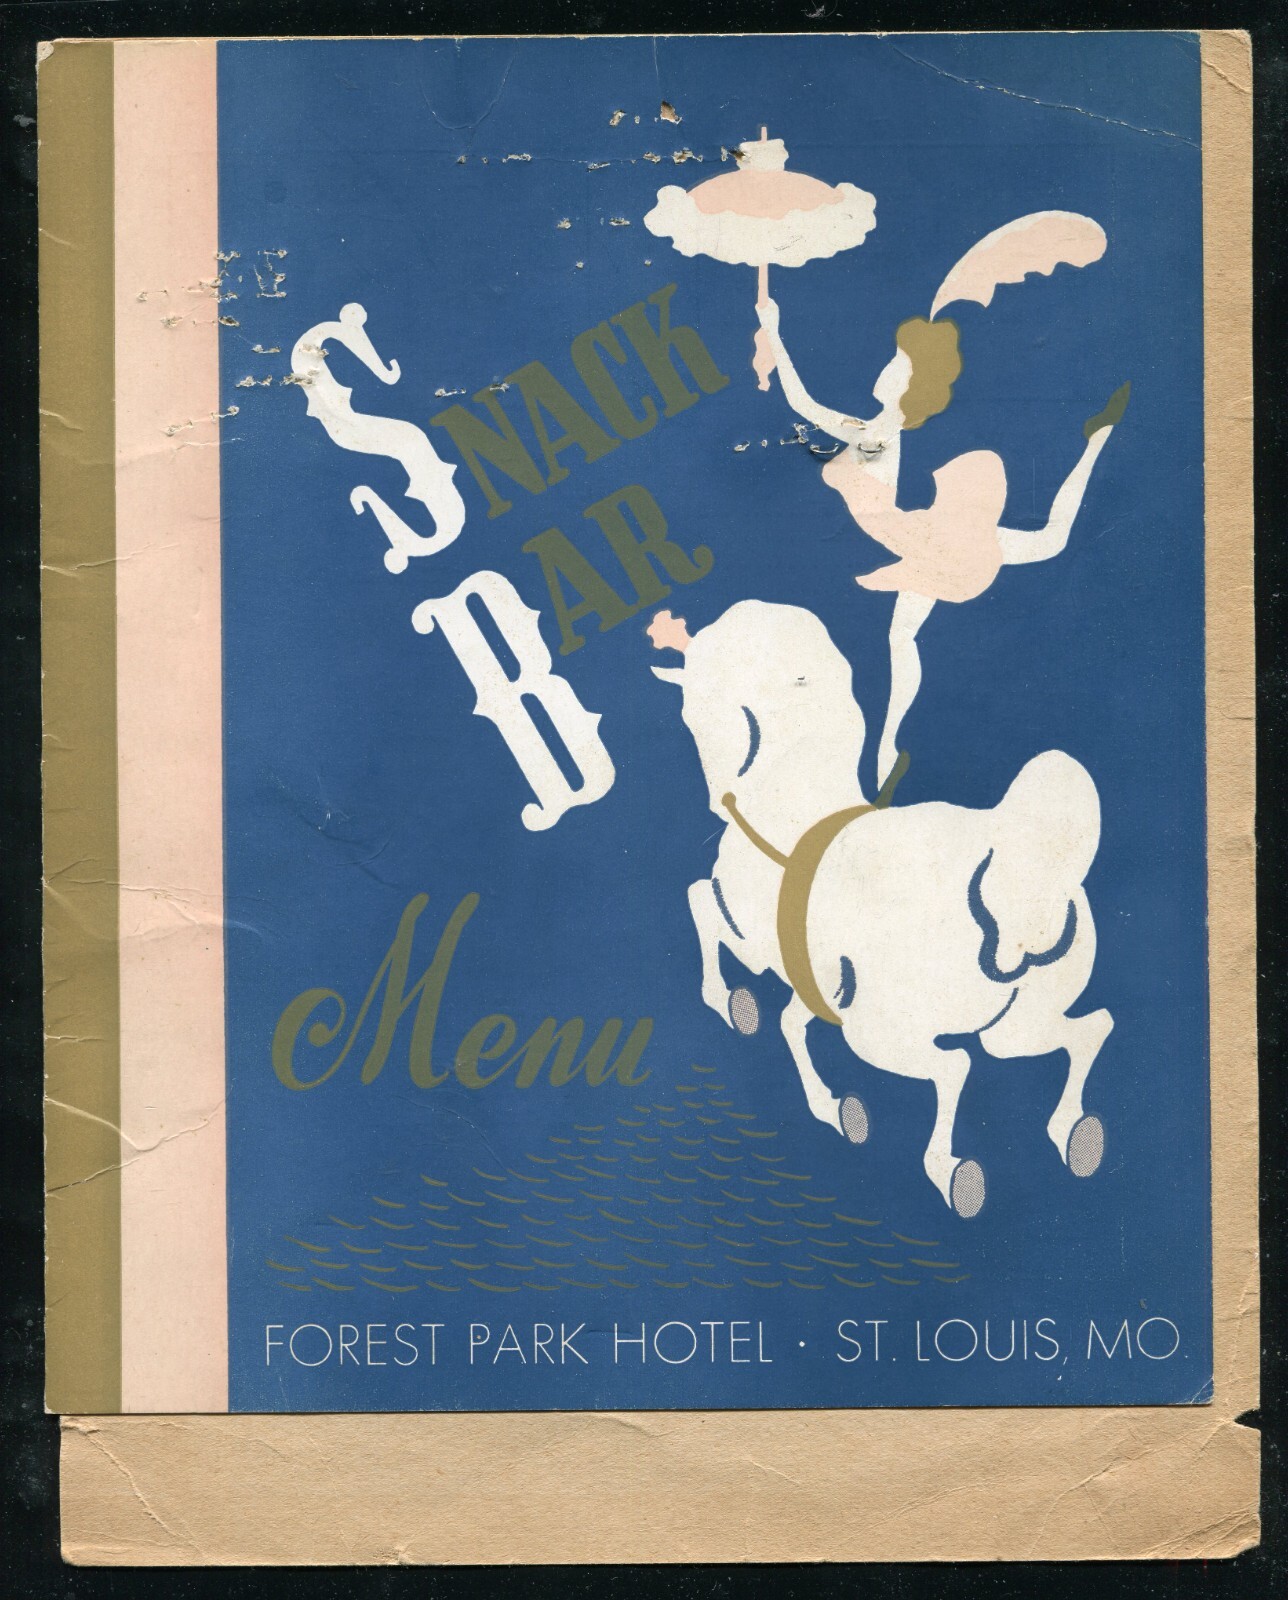 SNACK
BAR
Menu
FOREST PARK HOTEL · ST. LOUIS, MO.